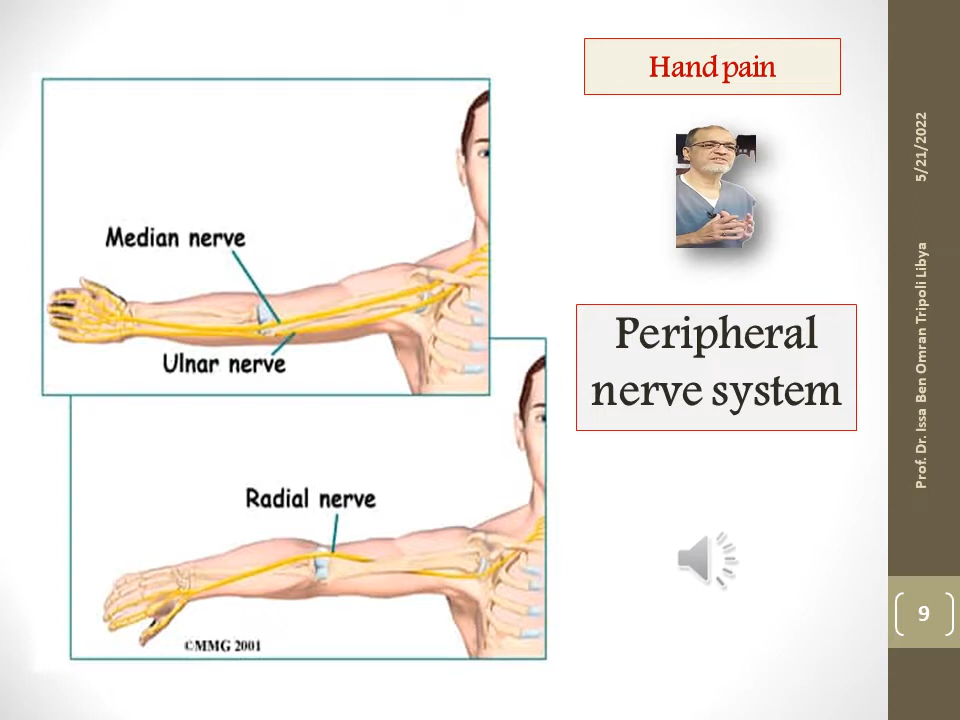 Hand pain
Median nerve
Ulnar nerve
Peripheral
nerve system
Radial nerve
©MMG 2001
5/21/2022
Prof. Dr. Issa Ben Omran Tripoli Libya
9